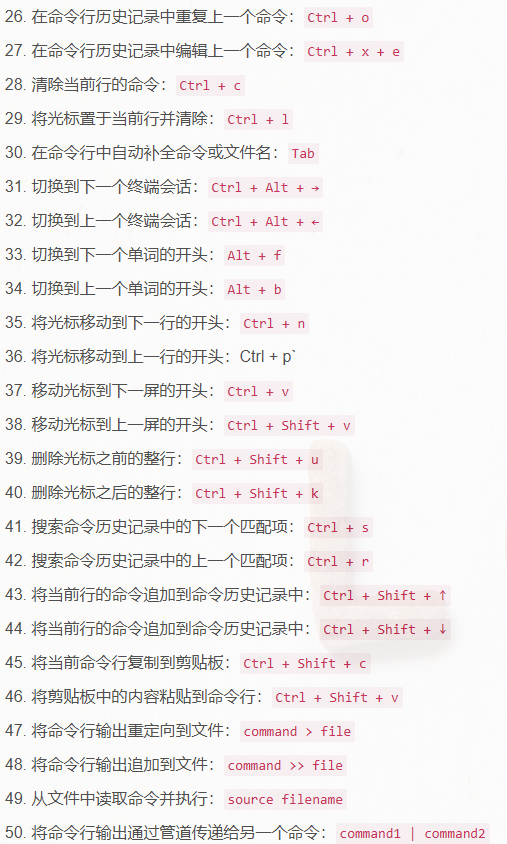 26. 在命令行历史记录中重复上一个命令：Ctrl + o
27. 在命令行历史记录中编辑上一个命令：Ctrl + x + e
28. 清除当前行的命令：Ctrl + c
29. 将光标置于当前行并清除：Ctrl + l
30. 在命令行中自动补全命令或文件名：Tab
31. 切换到下一个终端会话：Ctrl + Alt + →
32. 切换到上一个终端会话：Ctrl + Alt + ←
33. 切换到下一个单词的开头：Alt + f
34. 切换到上一个单词的开头：Alt + b
35. 将光标移动到下一行的开头：Ctrl + n
36. 将光标移动到上一行的开头：Ctrl + p`
37. 移动光标到下一屏的开头：Ctrl + v
38. 移动光标到上一屏的开头：Ctrl + Shift + v
39. 删除光标之前的整行：Ctrl + Shift + u
40. 删除光标之后的整行：Ctrl + Shift + k
41. 搜索命令历史记录中的下一个匹配项：Ctrl + s
42. 搜索命令历史记录中的上一个匹配项：Ctrl + r
43. 将当前行的命令追加到命令历史记录中：Ctrl + Shift + ↑
44. 将当前行的命令追加到命令历史记录中：Ctrl + Shift + ↓
45. 将当前命令行复制到剪贴板：Ctrl + Shift + c
46. 将剪贴板中的内容粘贴到命令行：Ctrl + Shift + v
47. 将命令行输出重定向到文件：command > file
48. 将命令行输出追加到文件：command >> file
49. 从文件中读取命令并执行：source filename
50. 将命令行输出通过管道传递给另一个命令：command1 | command2